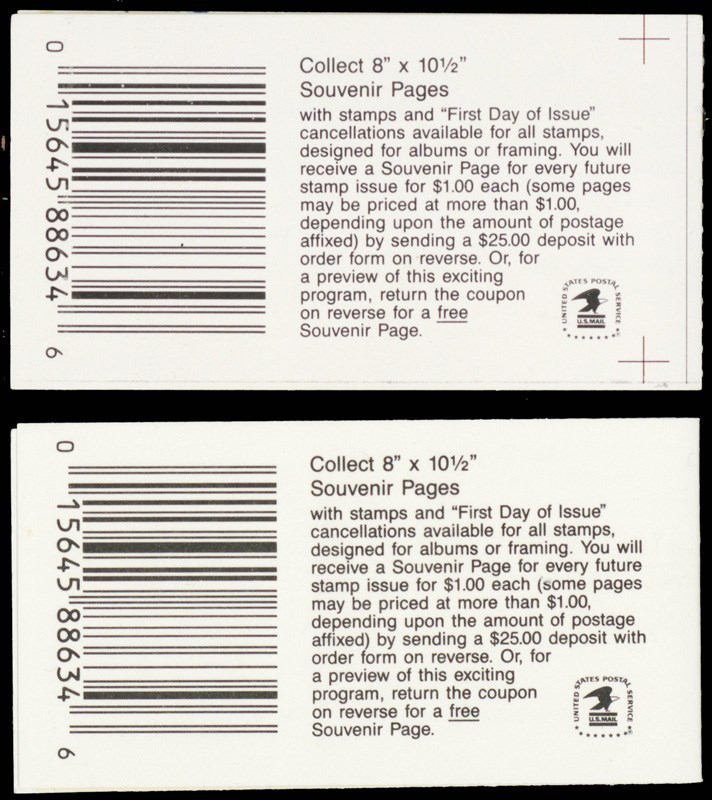 0 15645 88634 6
Collect 8" x 10½"
Souvenir Pages
with stamps and "First Day of Issue"
cancellations available for all stamps,
designed for albums or framing. You will
receive a Souvenir Page for every future
stamp issue for $1.00 each (some pages
may be priced at more than $1.00,
depending upon the amount of postage
affixed) by sending a $25.00 deposit with
order form on reverse. Or, for
a preview of this exciting
program, return the coupon
on reverse for a free
Souvenir Page.
UNITED STATES POSTAL SERVICE
U.S.MAIL
0 15645 88634 6
Collect 8" x 10½"
Souvenir Pages
with stamps and "First Day of Issue"
cancellations available for all stamps,
designed for albums or framing. You will
receive a Souvenir Page for every future
stamp issue for $1.00 each (some pages
may be priced at more than $1.00,
depending upon the amount of postage
affixed) by sending a $25.00 deposit with
order form on reverse. Or, for
a preview of this exciting
program, return the coupon
on reverse for a free
Souvenir Page.
UNITED STATES POSTAL SERVICE
U.S.MAIL